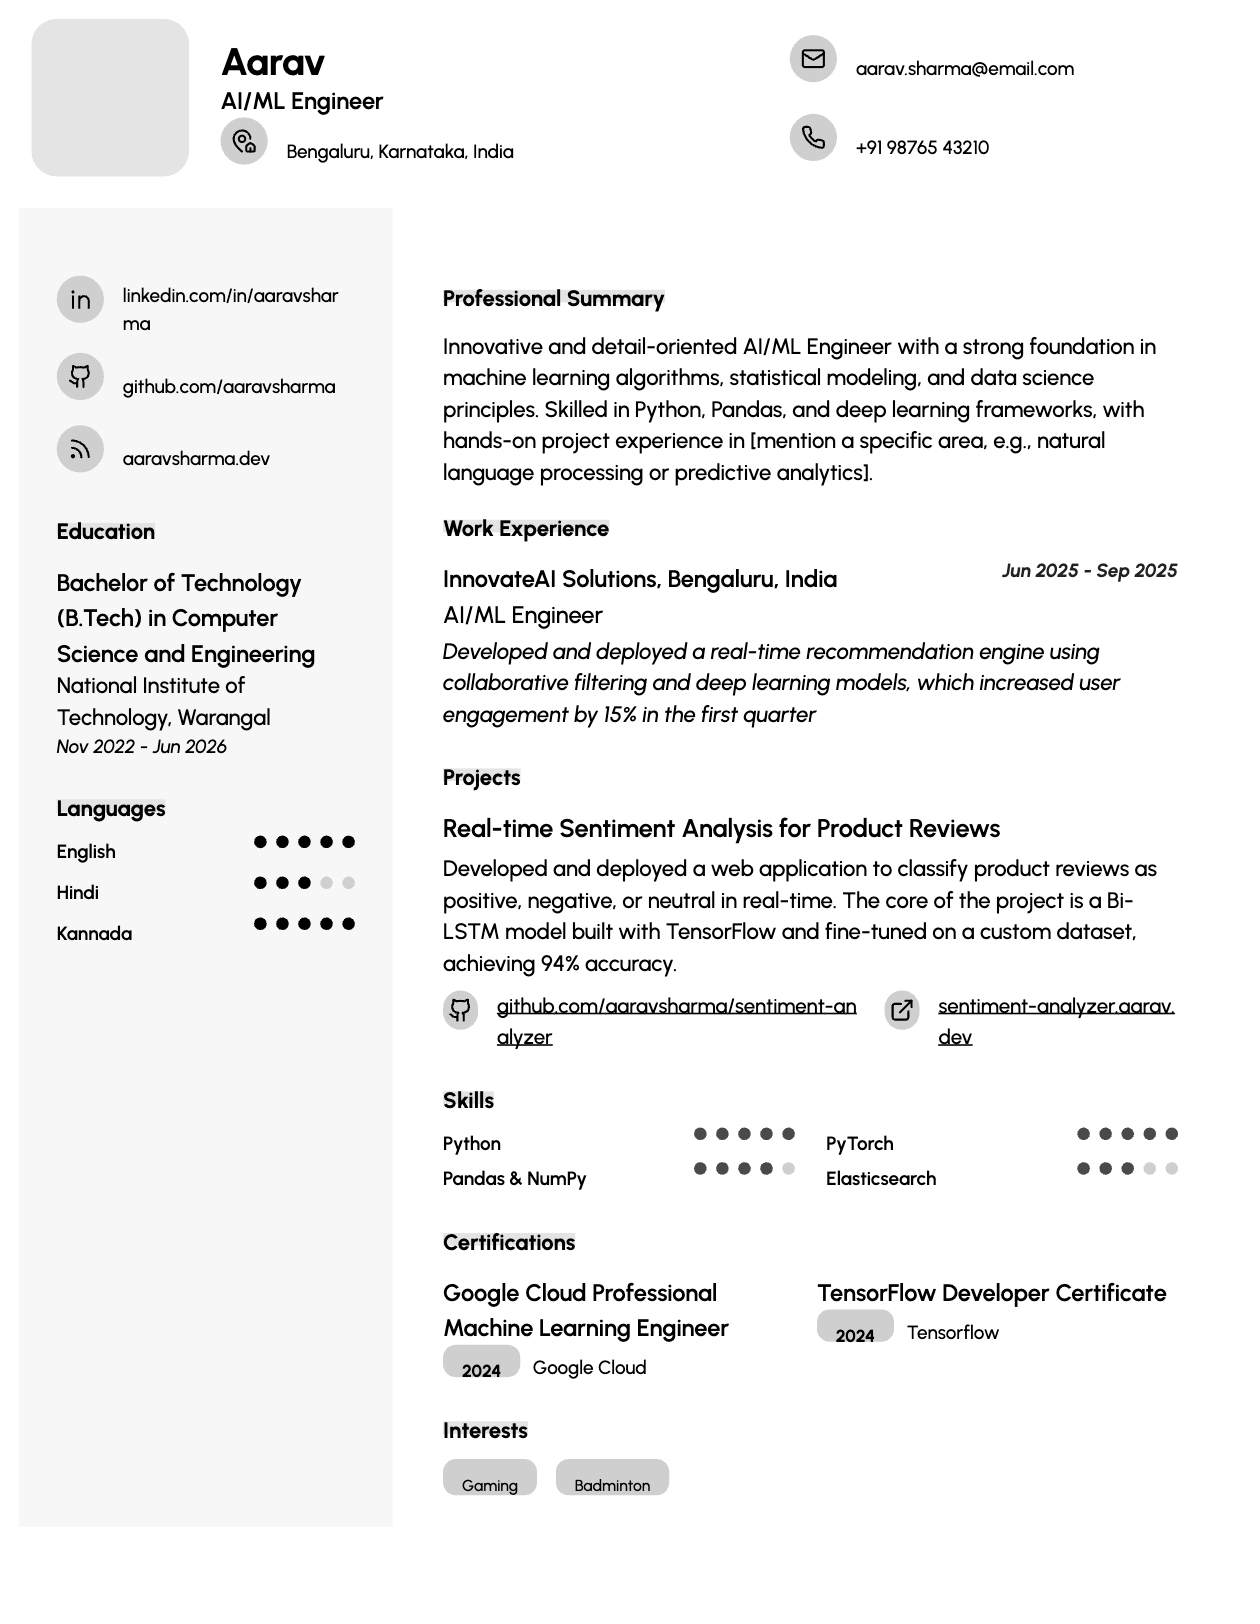 Aarav
AI/ML Engineer
Bengaluru, Karnataka, India
aarav.sharma@email.com
+91 98765 43210
linkedin.com/in/aaravshar
ma
github.com/aaravsharma
aaravsharma.dev
Education
Bachelor of Technology
(B.Tech) in Computer
Science and Engineering
National Institute of
Technology, Warangal
Nov 2022 - Jun 2026
Languages
English
Hindi
Kannada
Professional Summary
Innovative and detail-oriented AI/ML Engineer with a strong foundation in
machine learning algorithms, statistical modeling, and data science
principles. Skilled in Python, Pandas, and deep learning frameworks, with
hands-on project experience in [mention a specific area, e.g., natural
language processing or predictive analytics].
Work Experience
InnovateAI Solutions, Bengaluru, India
Jun 2025 - Sep 2025
AI/ML Engineer
Developed and deployed a real-time recommendation engine using
collaborative filtering and deep learning models, which increased user
engagement by 15% in the first quarter
Projects
Real-time Sentiment Analysis for Product Reviews
Developed and deployed a web application to classify product reviews as
positive, negative, or neutral in real-time. The core of the project is a Bi-
LSTM model built with TensorFlow and fine-tuned on a custom dataset,
achieving 94% accuracy.
github.com/aaravsharma/sentiment-an
alyzer
sentiment-analyzer.aarav.
dev
Skills
Python
PyTorch
Pandas & NumPy
Elasticsearch
Certifications
Google Cloud Professional
Machine Learning Engineer
2024 Google Cloud
TensorFlow Developer Certificate
2024 Tensorflow
Interests
Gaming
Badminton